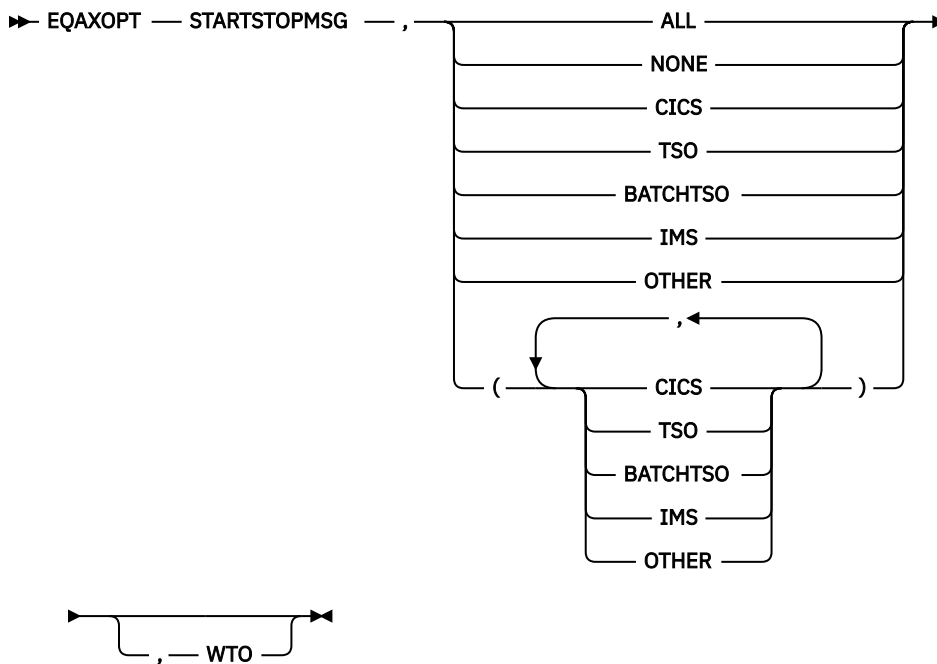 EQAXOPT STARTSTOPMSG , ALL
NONE
CICS
TSO
BATCHTSO
IMS
OTHER
,
( CICS )
TSO
BATCHTSO
IMS
OTHER
, WTO